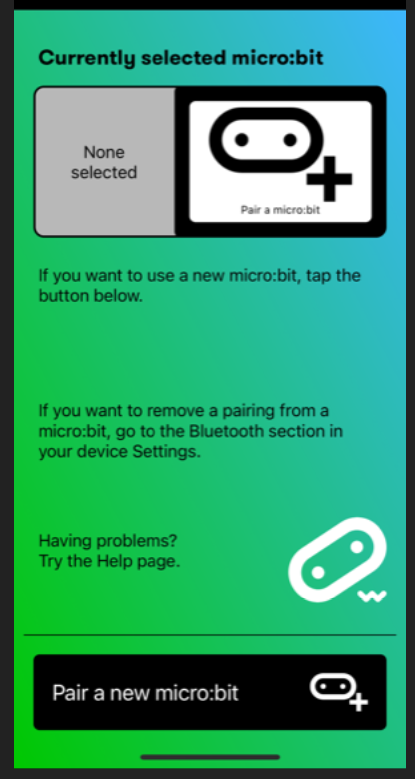 Currently selected micro:bit
None
selected
Pair a micro:bit
If you want to use a new micro:bit, tap the
button below.
If you want to remove a pairing from a
micro:bit, go to the Bluetooth section in
your device Settings.
Having problems?
Try the Help page.
Pair a new micro:bit